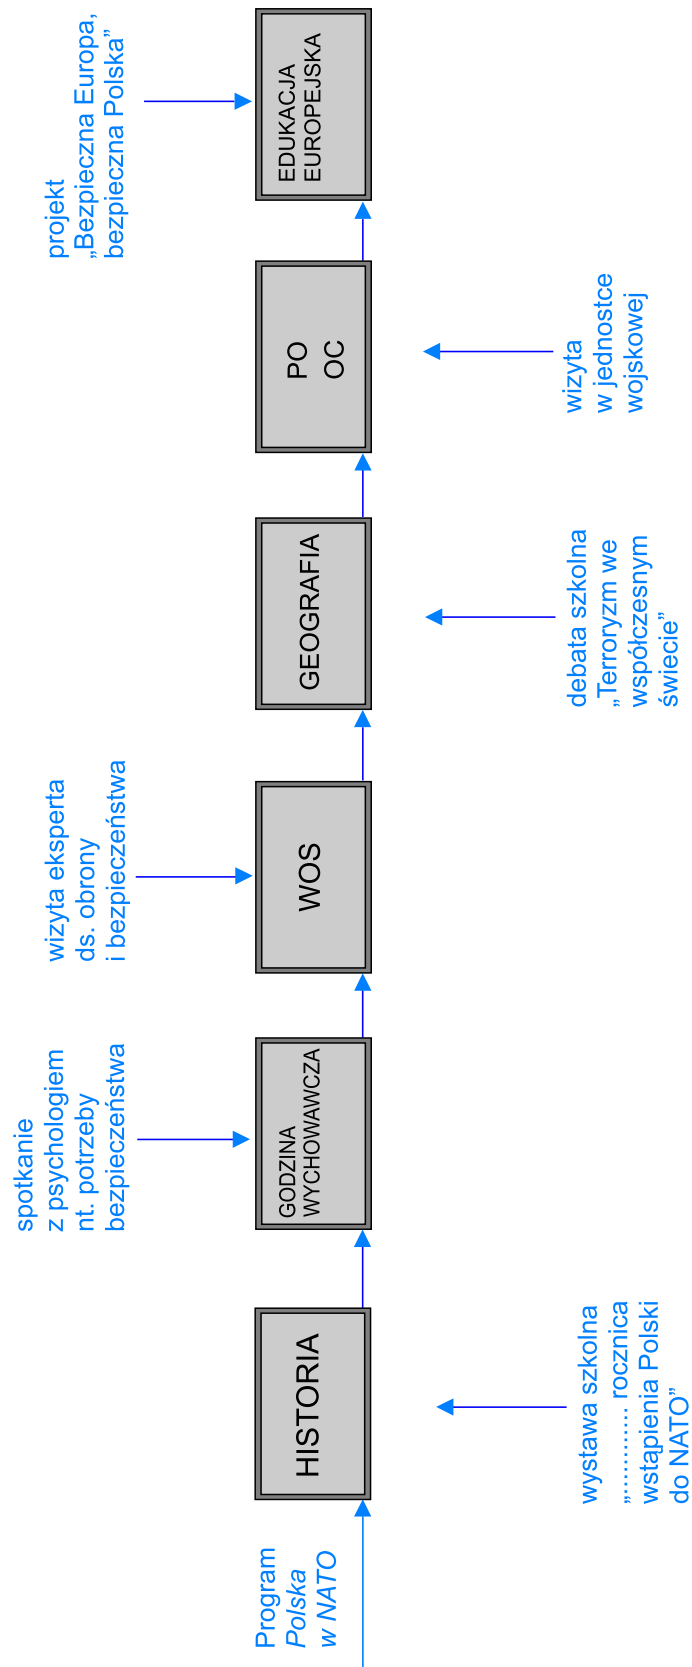 Program
Polska
w NATO
HISTORIA
wystawa szkolna
„............ rocznica
wstąpienia Polski
do NATO”
spotkanie
z psychologiem
nt. potrzeby
bezpieczeństwa
GODZINA
WYCHOWAWCZA
wizyta eksperta
ds. obrony
i bezpieczeństwa
WOS
GEOGRAFIA
debata szkolna
„Terroryzm we
współczesnym
świecie”
PO
OC
wizyta
w jednostce
wojskowej
projekt
„Bezpieczna Europa,
bezpieczna Polska”
EDUKACJA
EUROPEJSKA